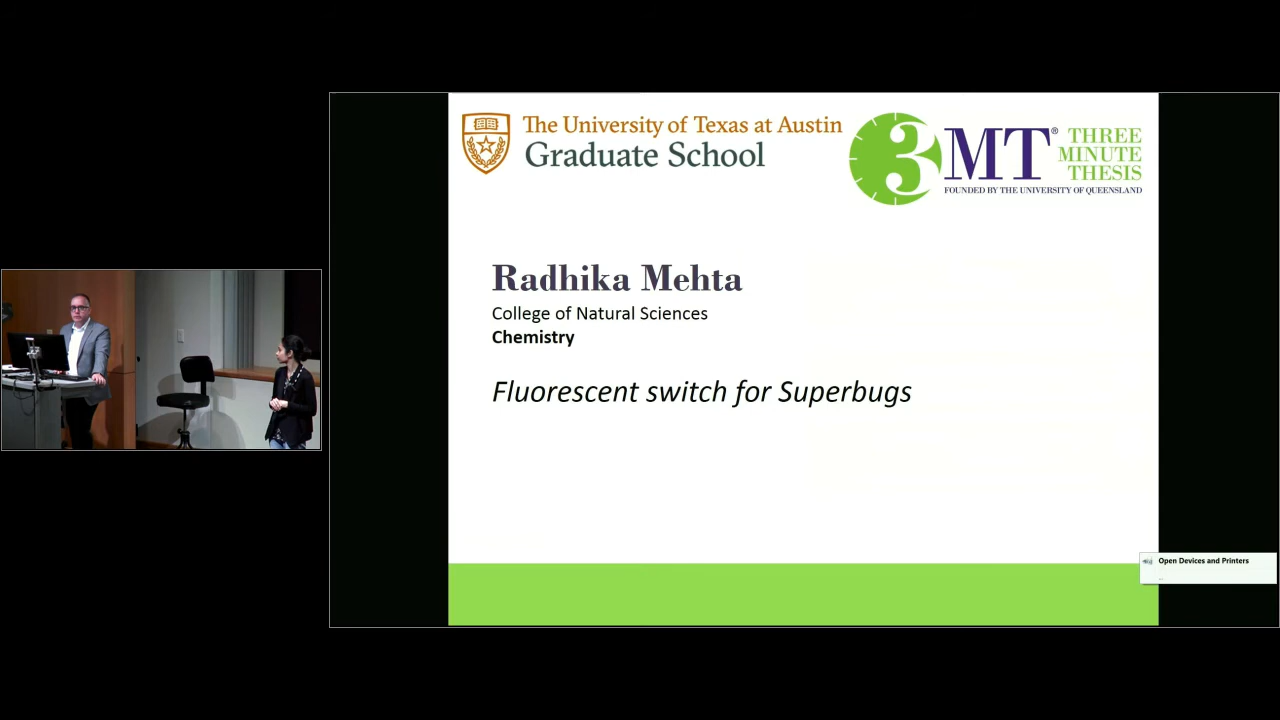 The University of Texas at Austin
Graduate School
3MT® THREE MINUTE THESIS
FOUNDED BY THE UNIVERSITY OF QUEENSLAND
Radhika Mehta
College of Natural Sciences
Chemistry
Fluorescent switch for Superbugs
Open Devices and Printers
...